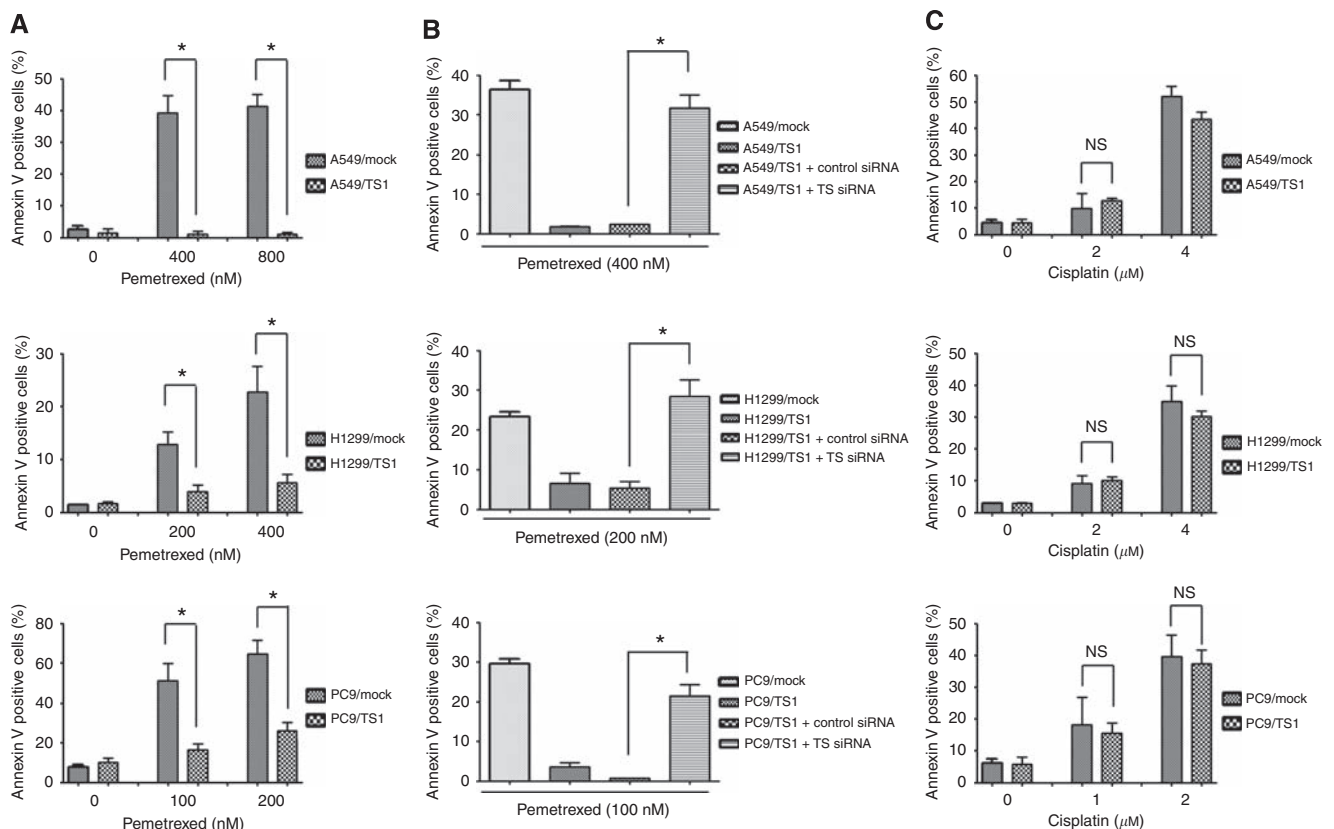 A
Annexin V positive cells (%)
50
40
30
20
10
0
*
*
0
400
800
Pemetrexed (nM)
A549/mock
A549/TS1
Annexin V positive cells (%)
30
20
10
0
*
*
0
200
400
Pemetrexed (nM)
H1299/mock
H1299/TS1
Annexin V positive cells (%)
80
60
40
20
0
*
*
0
100
200
Pemetrexed (nM)
PC9/mock
PC9/TS1
B
Annexin V positive cells (%)
40
30
20
10
0
*
Pemetrexed (400 nM)
A549/mock
A549/TS1
A549/TS1 + control siRNA
A549/TS1 + TS siRNA
Annexin V positive cells (%)
40
30
20
10
0
*
Pemetrexed (200 nM)
H1299/mock
H1299/TS1
H1299/TS1 + control siRNA
H1299/TS1 + TS siRNA
Annexin V positive cells (%)
40
30
20
10
0
*
Pemetrexed (100 nM)
PC9/mock
PC9/TS1
PC9/TS1 + control siRNA
PC9/TS1 + TS siRNA
C
Annexin V positive cells (%)
60
50
40
30
20
10
0
NS
0
2
4
Cisplatin (μM)
A549/mock
A549/TS1
Annexin V positive cells (%)
50
40
30
20
10
0
NS
NS
0
2
4
Cisplatin (μM)
H1299/mock
H1299/TS1
Annexin V positive cells (%)
50
40
30
20
10
0
NS
NS
0
1
2
Cisplatin (μM)
PC9/mock
PC9/TS1